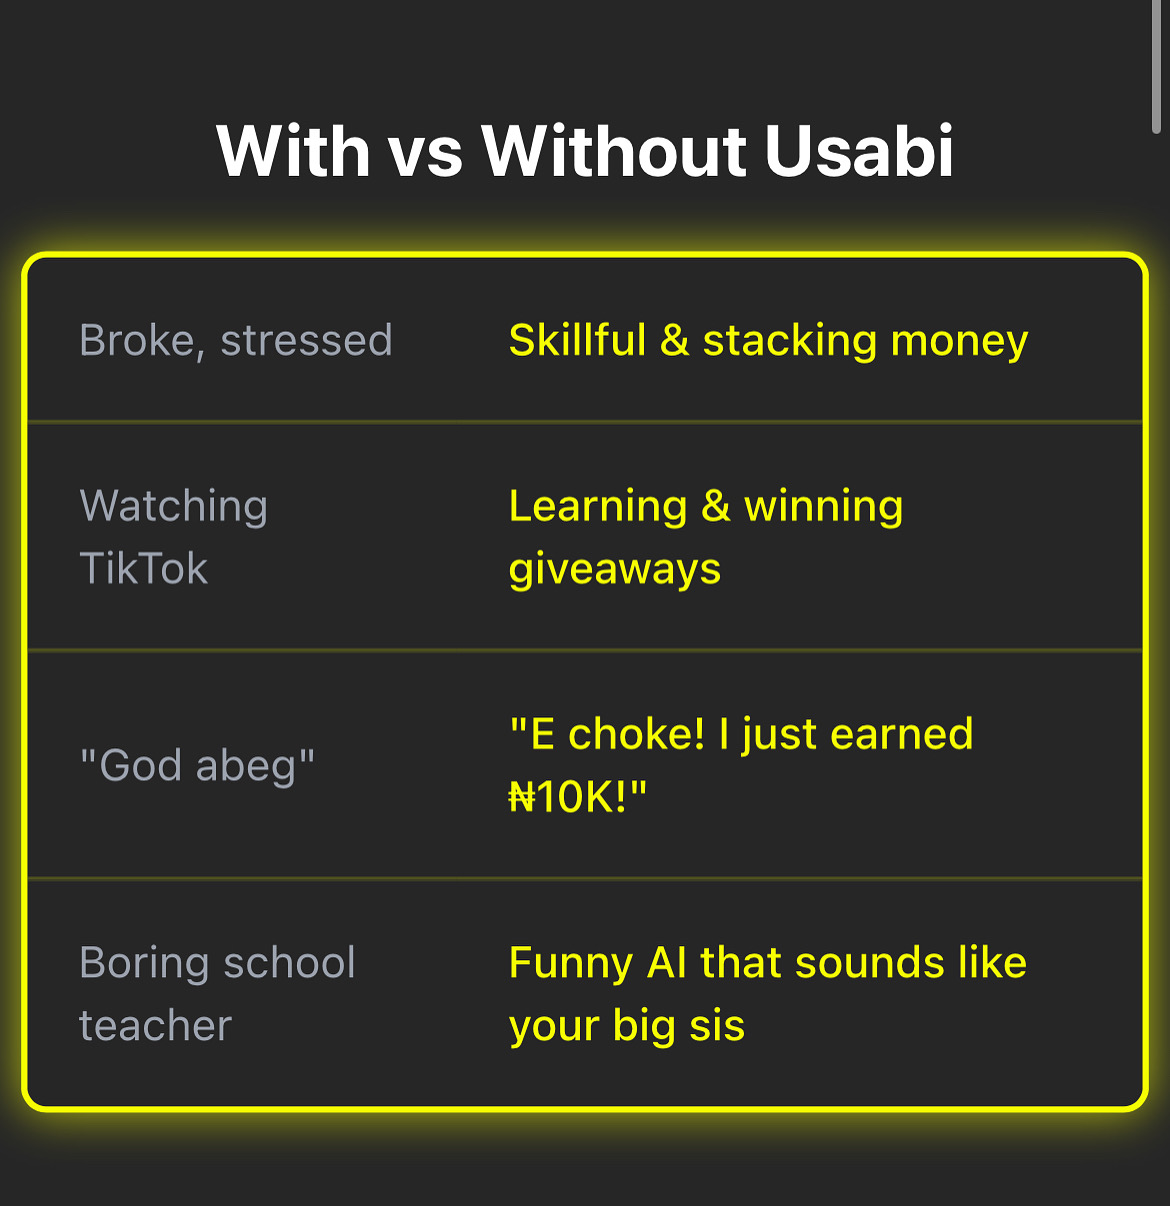 With vs Without Usabi
Broke, stressed
Skillful & stacking money
Watching
TikTok
Learning & winning
giveaways
"God abeg"
"E choke! I just earned
₦10K!"
Boring school
teacher
Funny AI that sounds like
your big sis